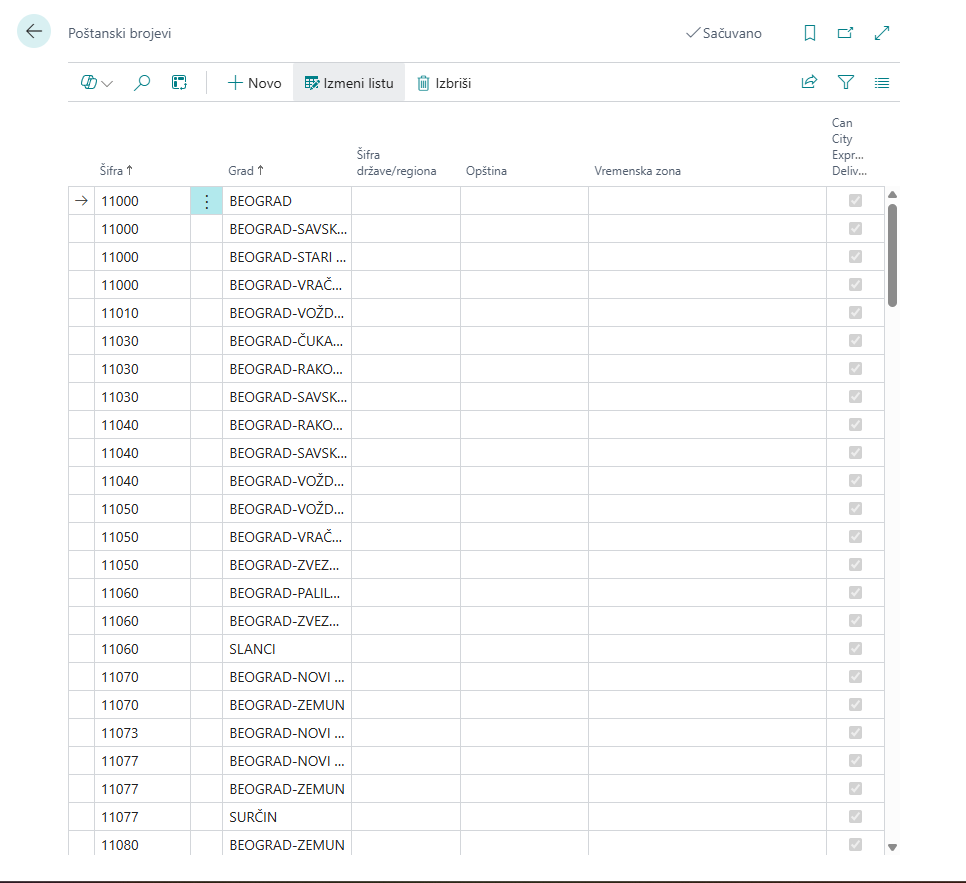 Poštanski brojevi
Sačuvano
Novo
Izmeni listu
Izbriši
Šifra ↑
Grad ↑
Šifra
države/regiona
Opština
Vremenska zona
Can
City
Expr...
Deliv...
11000 BEOGRAD
11000 BEOGRAD-SAVSK...
11000 BEOGRAD-STARI ...
11000 BEOGRAD-VRAČ...
11010 BEOGRAD-VOŽD...
11030 BEOGRAD-ČUKA...
11030 BEOGRAD-RAKO...
11030 BEOGRAD-SAVSK...
11040 BEOGRAD-RAKO...
11040 BEOGRAD-SAVSK...
11040 BEOGRAD-VOŽD...
11050 BEOGRAD-VOŽD...
11050 BEOGRAD-VRAČ...
11050 BEOGRAD-ZVEZ...
11060 BEOGRAD-PALIL...
11060 BEOGRAD-ZVEZ...
11060 SLANCI
11070 BEOGRAD-NOVI ...
11070 BEOGRAD-ZEMUN
11073 BEOGRAD-NOVI ...
11077 BEOGRAD-NOVI ...
11077 BEOGRAD-ZEMUN
11077 SURČIN
11080 BEOGRAD-ZEMUN